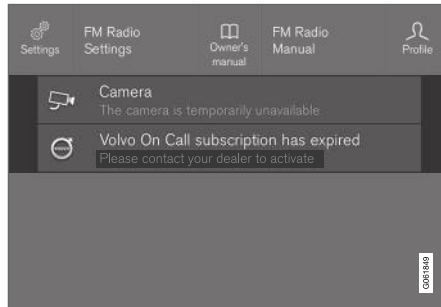 Settings
FM Radio
Settings
Owner's
manual
FM Radio
Manual
Profile
Camera
The camera is temporarily unavailable
Volvo On Call subscription has expired
Please contact your dealer to activate
G061849